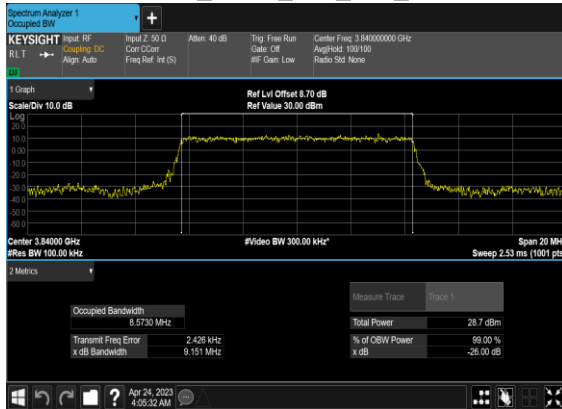 Spectrum Analyzer 1
Occupied BW
KEYSIGHT Input: RF Input Z: 50 Ω Atten: 40 dB Trig: Free Run Center Freq: 3.840000000 GHz
RLT Coupling: DC Corr CCorr Gate: Off Avg|Hold: 100/100
Align: Auto Freq Ref: Int (S) #IF Gain: Low Radio Std: None
1 Graph
Ref Lvl Offset 8.70 dB
Scale/Div 10.0 dB Ref Value 30.00 dBm
Log
20.0
10.0
0.00
-10.0
-20.0
-30.0
-40.0
-50.0
-60.0
Center 3.84000 GHz #Video BW 300.00 kHz* Span 20 MH
#Res BW 100.00 kHz Sweep 2.53 ms (1001 pts
2 Metrics
Measure Trace Trace 1
Occupied Bandwidth
8.5730 MHz Total Power 28.7 dBm
Transmit Freq Error 2.426 kHz % of OBW Power 99.00 %
x dB Bandwidth 9.151 MHz x dB -26.00 dB
Apr 24, 2023
4:05:32 AM